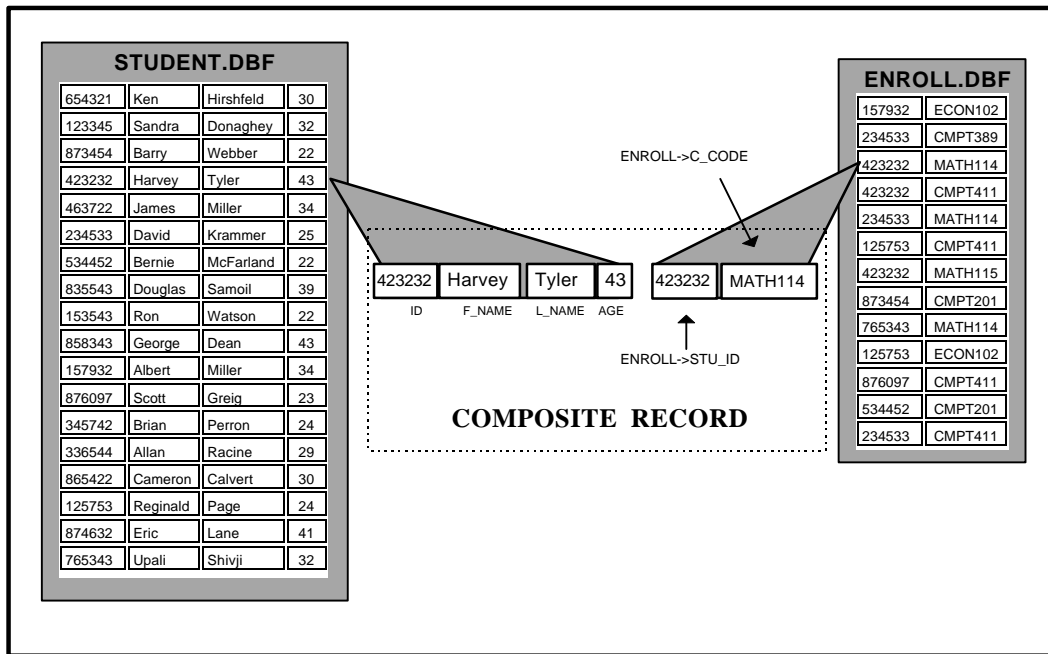 STUDENT.DBF
654321 Ken Hirshfeld 30
123345 Sandra Donaghey 32
873454 Barry Webber 22
423232 Harvey Tyler 43
463722 James Miller 34
234533 David Krammer 25
534452 Bernie McFarland 22
835543 Douglas Samoil 39
153543 Ron Watson 22
858343 George Dean 43
157932 Albert Miller 34
876097 Scott Greig 23
345742 Brian Perron 24
336544 Allan Racine 29
865422 Cameron Calvert 30
125753 Reginald Page 24
874632 Eric Lane 41
765343 Upali Shivji 32
ENROLL->C_CODE
423232 Harvey Tyler 43 423232 MATH114
ID F_NAME L_NAME AGE
ENROLL->STU_ID
COMPOSITE RECORD
ENROLL.DBF
157932 ECON102
234533 CMPT389
423232 MATH114
423232 CMPT411
234533 MATH114
125753 CMPT411
423232 MATH115
873454 CMPT201
765343 MATH114
125753 ECON102
876097 CMPT411
534452 CMPT201
234533 CMPT411